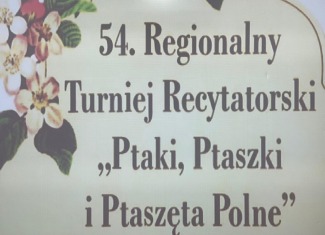 54. Regionalny
Turniej Recytatorski
„Ptaki, Ptaszki
i Ptaszęta Polne”